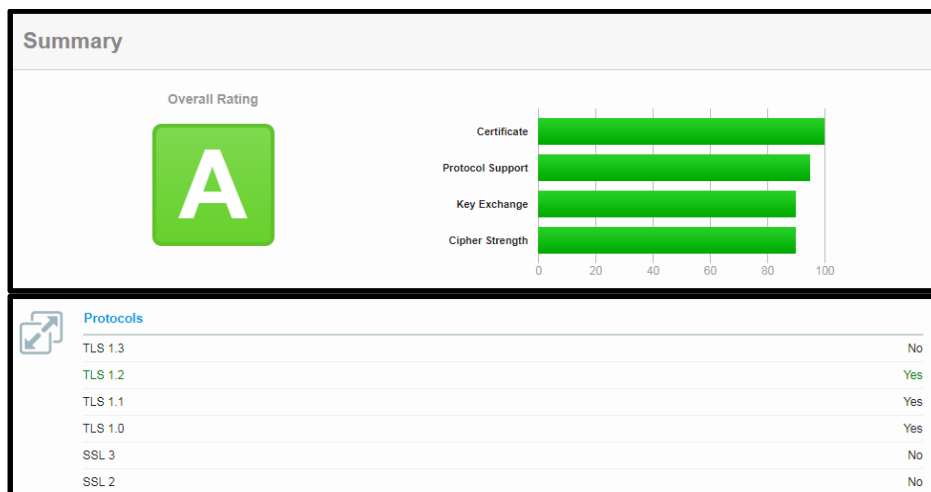 Summary
Overall Rating
A
Certificate
Protocol Support
Key Exchange
Cipher Strength
0 20 40 60 80 100
Protocols
TLS 1.3 No
TLS 1.2 Yes
TLS 1.1 Yes
TLS 1.0 Yes
SSL 3 No
SSL 2 No